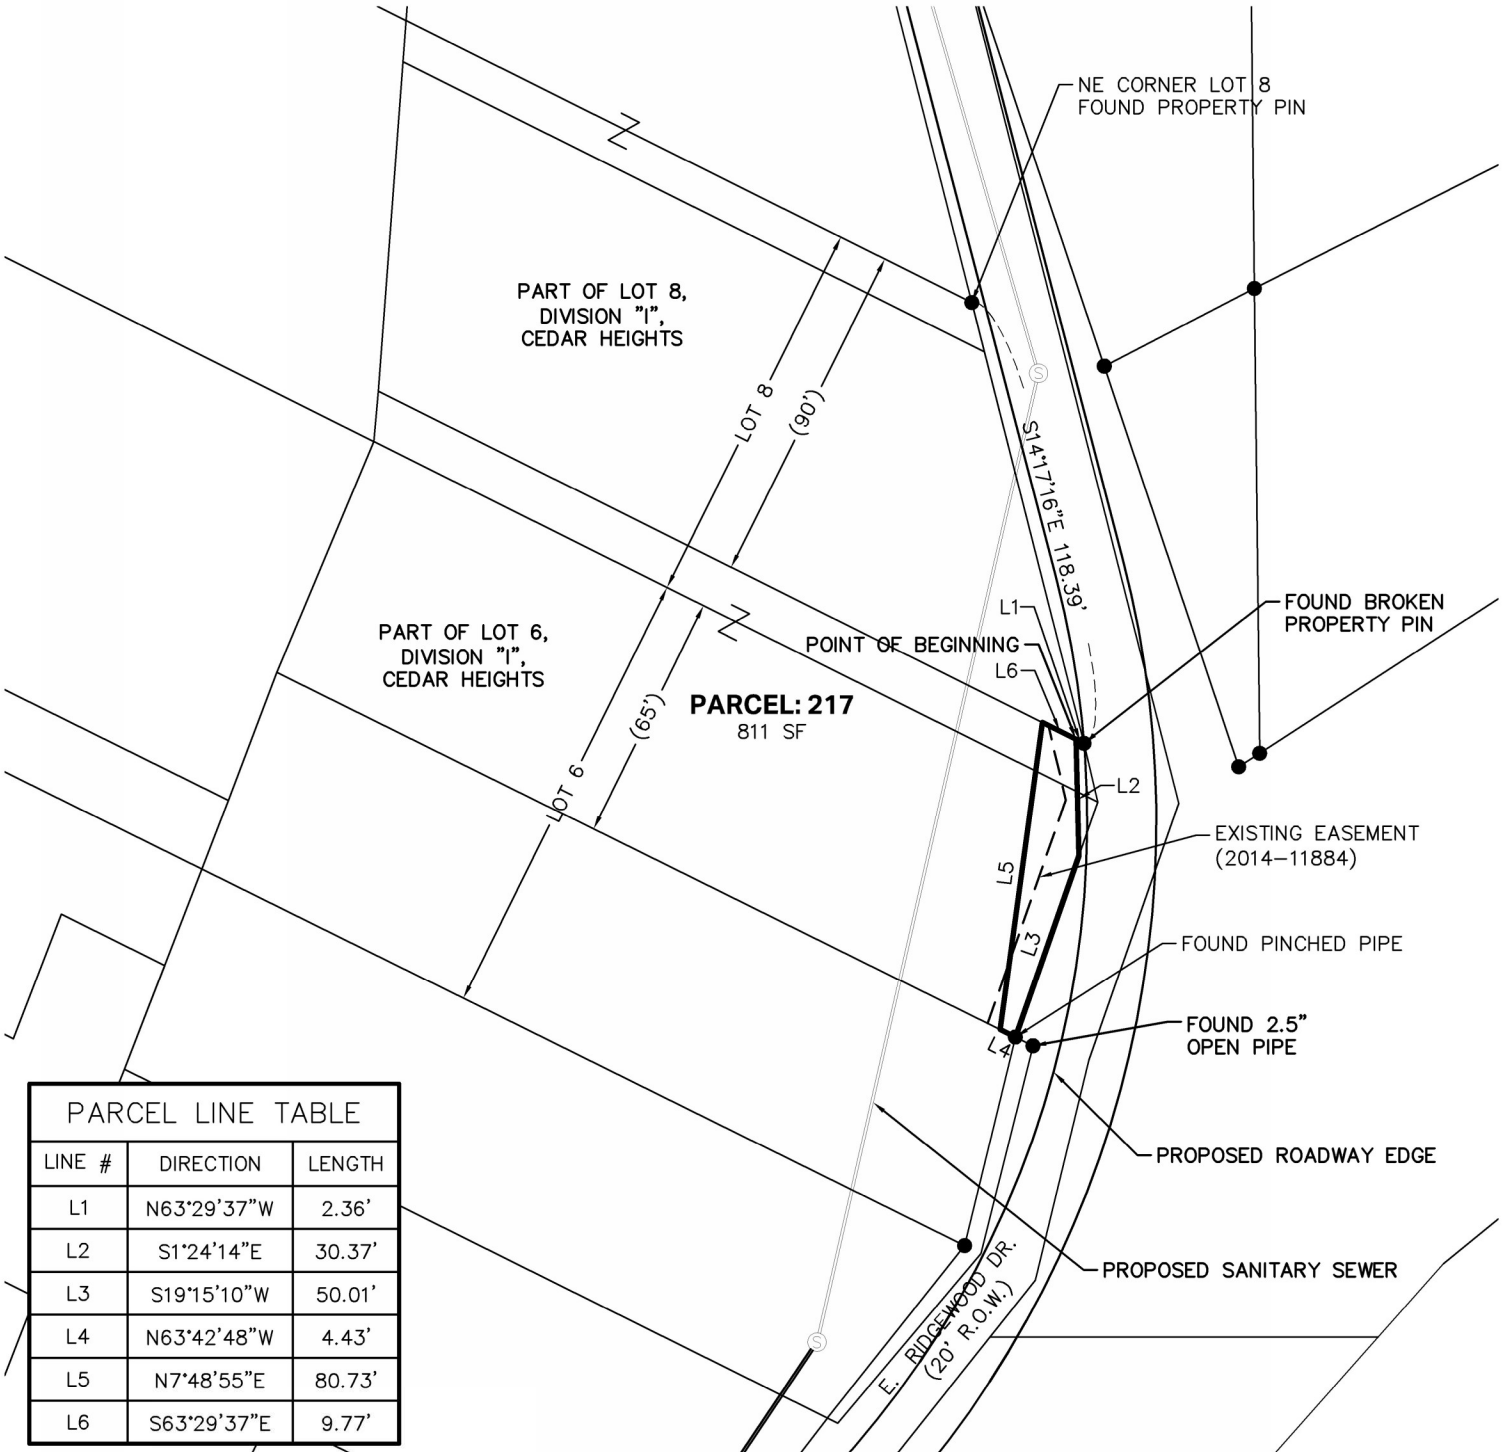 NE CORNER LOT 8
FOUND PROPERTY PIN
PART OF LOT 8,
DIVISION "I",
CEDAR HEIGHTS
LOT 8
(90')
S14°17'16"E 118.39'
L1
POINT OF BEGINNING
L6
FOUND BROKEN
PROPERTY PIN
PART OF LOT 6,
DIVISION "I",
CEDAR HEIGHTS
(65')
PARCEL: 217
811 SF
LOT 6
L2
EXISTING EASEMENT
(2014-11884)
L5
L3
FOUND PINCHED PIPE
FOUND 2.5"
OPEN PIPE
L4
PROPOSED ROADWAY EDGE
PROPOSED SANITARY SEWER
E. RIDGEWOOD DR.
(20' R.O.W.)
S
S
PARCEL LINE TABLE
LINE # DIRECTION LENGTH
L1 N63°29'37"W 2.36'
L2 S1°24'14"E 30.37'
L3 S19°15'10"W 50.01'
L4 N63°42'48"W 4.43'
L5 N7°48'55"E 80.73'
L6 S63°29'37"E 9.77'